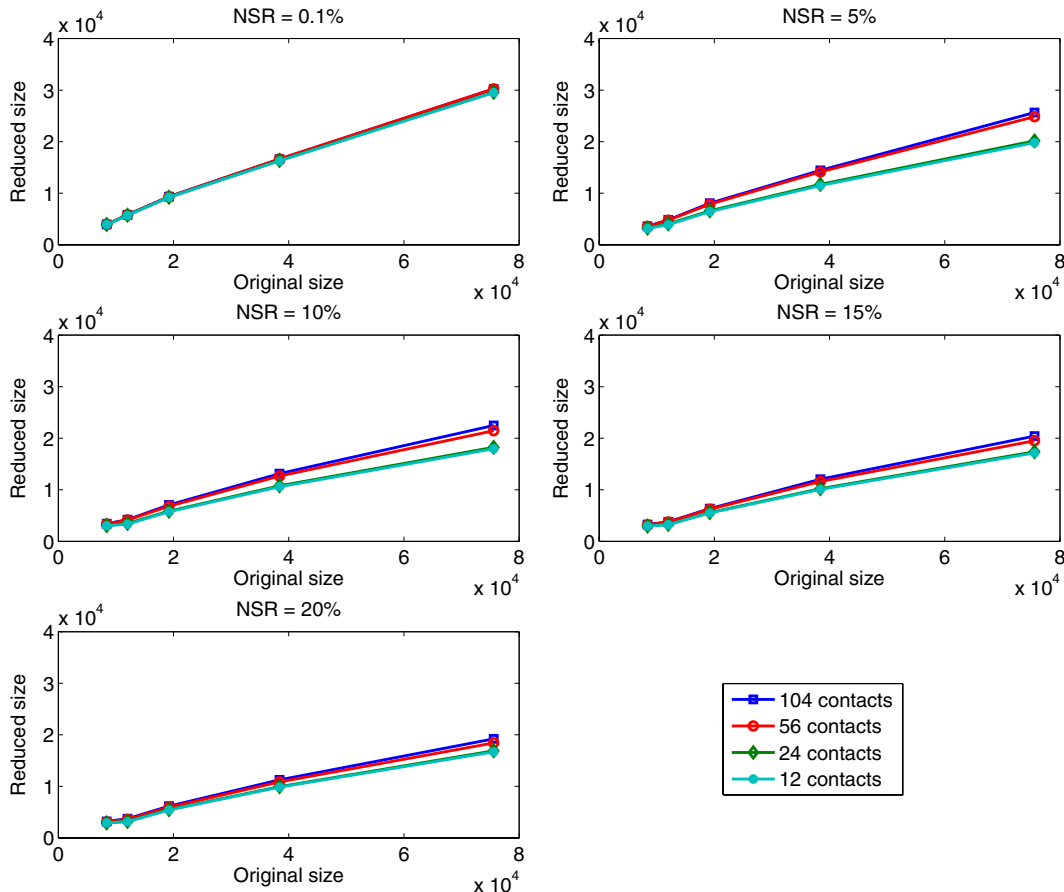 x 10^4
NSR = 0.1%
4
3
2
1
0
Reduced size
0 2 4 6 8
Original size
x 10^4
x 10^4
NSR = 5%
4
3
2
1
0
Reduced size
0 2 4 6 8
Original size
x 10^4
x 10^4
NSR = 10%
4
3
2
1
0
Reduced size
0 2 4 6 8
Original size
x 10^4
x 10^4
NSR = 15%
4
3
2
1
0
Reduced size
0 2 4 6 8
Original size
x 10^4
x 10^4
NSR = 20%
4
3
2
1
0
Reduced size
0 2 4 6 8
Original size
x 10^4
104 contacts
56 contacts
24 contacts
12 contacts